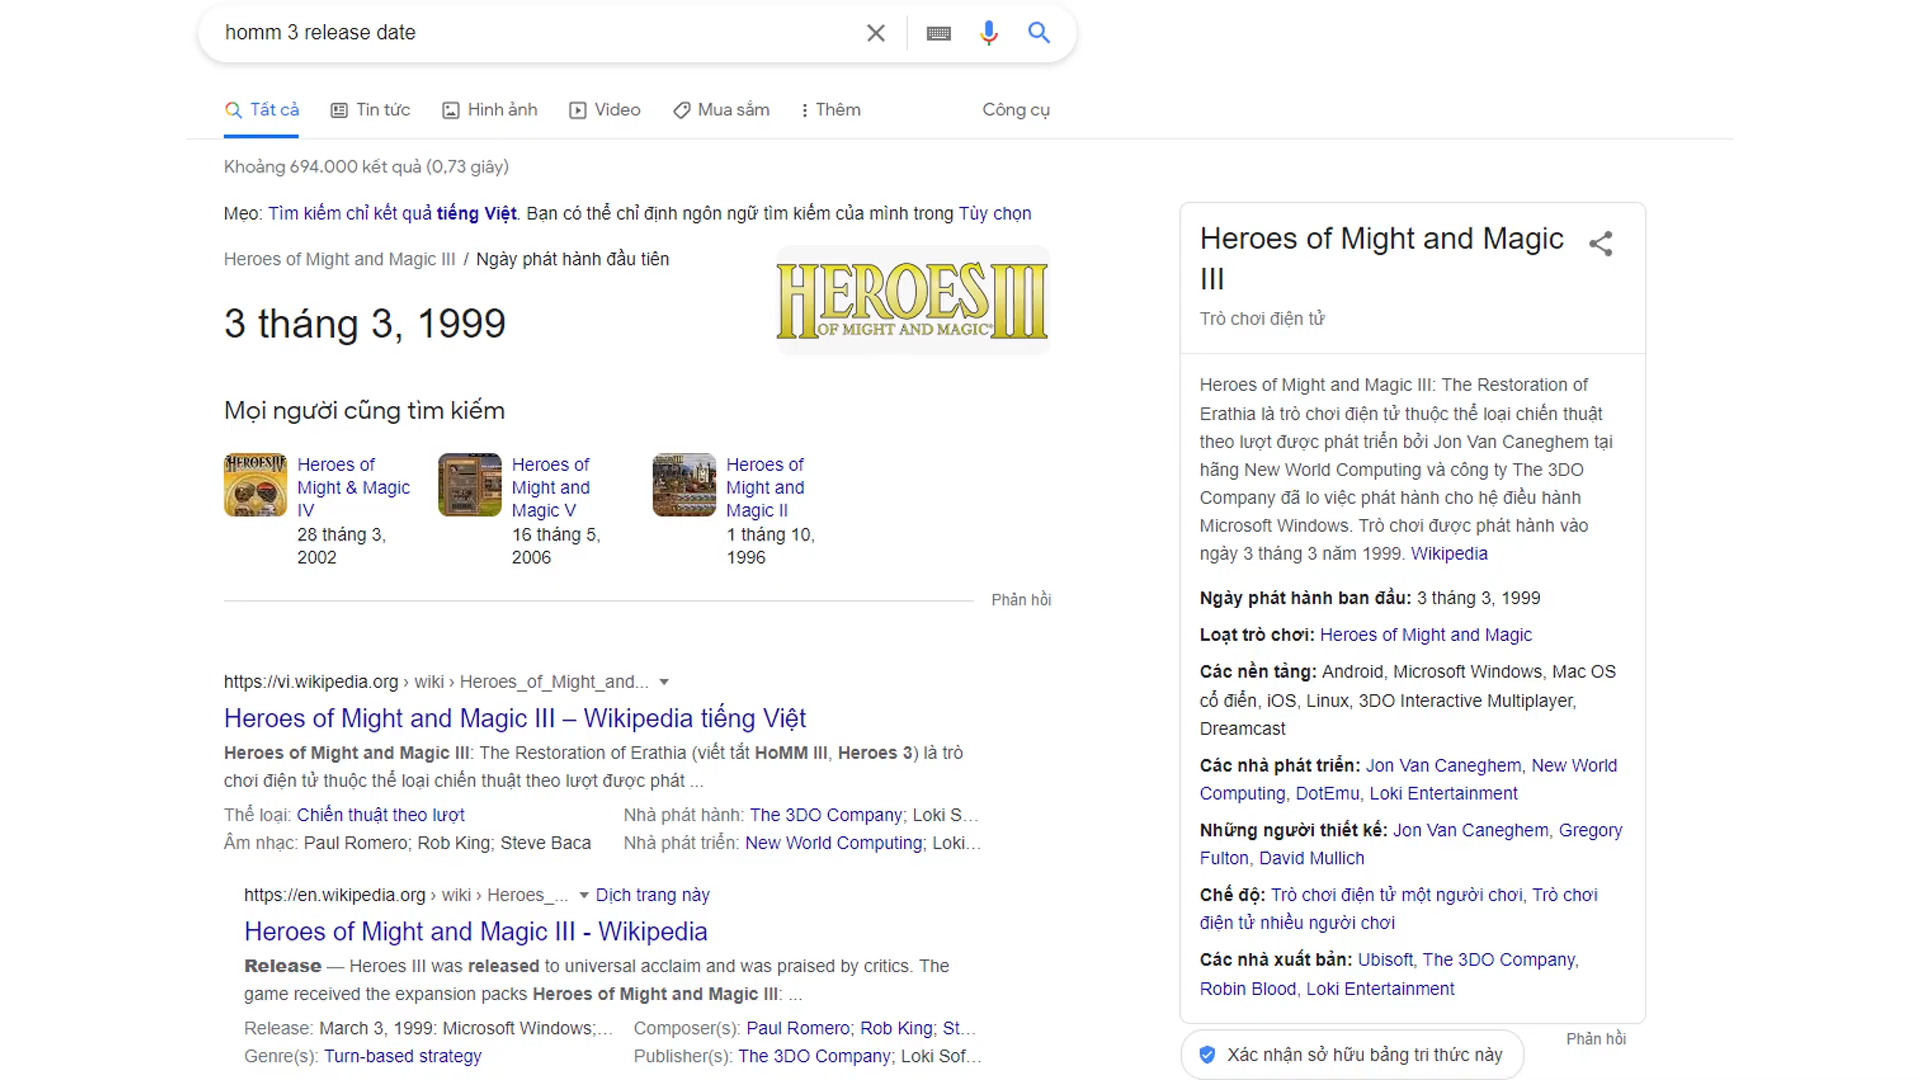 homm 3 release date
Tất cả
Tin tức
Hình ảnh
Video
Mua sắm
Thêm
Công cụ
Khoảng 694.000 kết quả (0,73 giây)
Mẹo: Tìm kiếm chỉ kết quả tiếng Việt. Bạn có thể chỉ định ngôn ngữ tìm kiếm của mình trong Tùy chọn
Heroes of Might and Magic III / Ngày phát hành đầu tiên
3 tháng 3, 1999
HEROES III
OF MIGHT AND MAGIC
Mọi người cũng tìm kiếm
HEROES IV
Heroes of
Might & Magic
IV
28 tháng 3,
2002
Heroes of
Might and
Magic V
16 tháng 5,
2006
Heroes of
Might and
Magic II
1 tháng 10,
1996
Phản hồi
https://vi.wikipedia.org › wiki › Heroes_of_Might_and...
Heroes of Might and Magic III – Wikipedia tiếng Việt
Heroes of Might and Magic III: The Restoration of Erathia (viết tắt HoMM III, Heroes 3) là trò
chơi điện tử thuộc thể loại chiến thuật theo lượt được phát ...
Thể loại: Chiến thuật theo lượt
Nhà phát hành: The 3DO Company; Loki S...
Âm nhạc: Paul Romero; Rob King; Steve Baca
Nhà phát triển: New World Computing; Loki...
https://en.wikipedia.org › wiki › Heroes_... Dịch trang này
Heroes of Might and Magic III - Wikipedia
Release — Heroes III was released to universal acclaim and was praised by critics. The
game received the expansion packs Heroes of Might and Magic III: ...
Release: March 3, 1999: Microsoft Windows;...
Composer(s): Paul Romero; Rob King; St...
Genre(s): Turn-based strategy
Publisher(s): The 3DO Company; Loki Sof...
Heroes of Might and Magic
III
Trò chơi điện tử
Heroes of Might and Magic III: The Restoration of
Erathia là trò chơi điện tử thuộc thể loại chiến thuật
theo lượt được phát triển bởi Jon Van Caneghem tại
hãng New World Computing và công ty The 3DO
Company đã lo việc phát hành cho hệ điều hành
Microsoft Windows. Trò chơi được phát hành vào
ngày 3 tháng 3 năm 1999. Wikipedia
Ngày phát hành ban đầu: 3 tháng 3, 1999
Loạt trò chơi: Heroes of Might and Magic
Các nền tảng: Android, Microsoft Windows, Mac OS
cổ điển, iOS, Linux, 3DO Interactive Multiplayer,
Dreamcast
Các nhà phát triển: Jon Van Caneghem, New World
Computing, DotEmu, Loki Entertainment
Những người thiết kế: Jon Van Caneghem, Gregory
Fulton, David Mullich
Chế độ: Trò chơi điện tử một người chơi, Trò chơi
điện tử nhiều người chơi
Các nhà xuất bản: Ubisoft, The 3DO Company,
Robin Blood, Loki Entertainment
Phản hồi
Xác nhận sở hữu bảng tri thức này